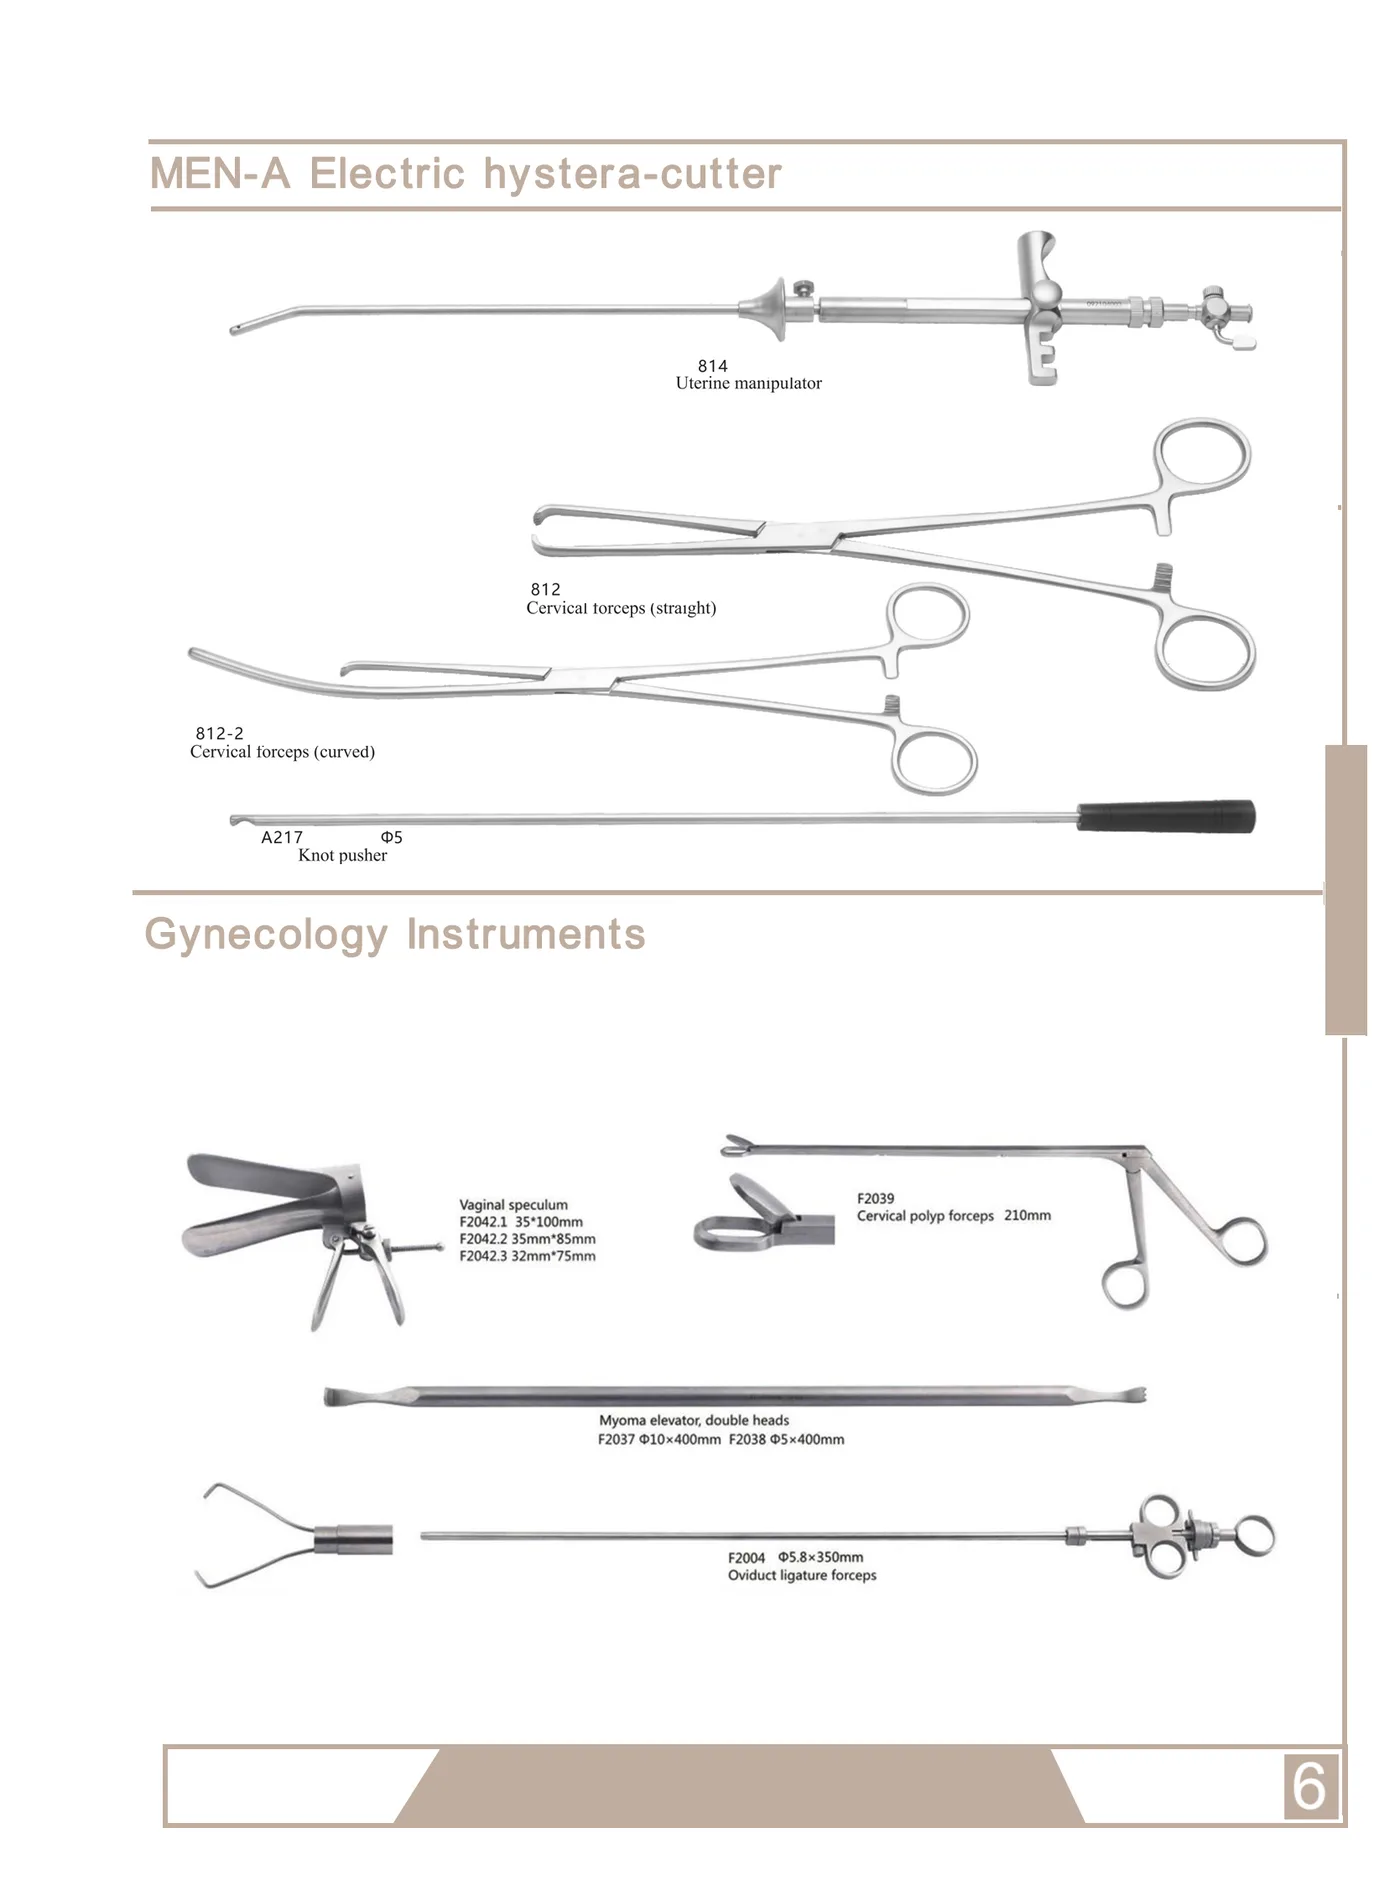 MEN-A Electric hystera-cutter
814
Uterine manipulator
812
Cervical forceps (straight)
812-2
Cervical forceps (curved)
A217 Φ5
Knot pusher
Gynecology Instruments
Vaginal speculum
F2042.1 35*100mm
F2042.2 35mm*85mm
F2042.3 32mm*75mm
F2039
Cervical polyp forceps 210mm
Myoma elevator, double heads
F2037 Φ10×400mm F2038 Φ5×400mm
F2004 Φ5.8×350mm
Oviduct ligature forceps
6